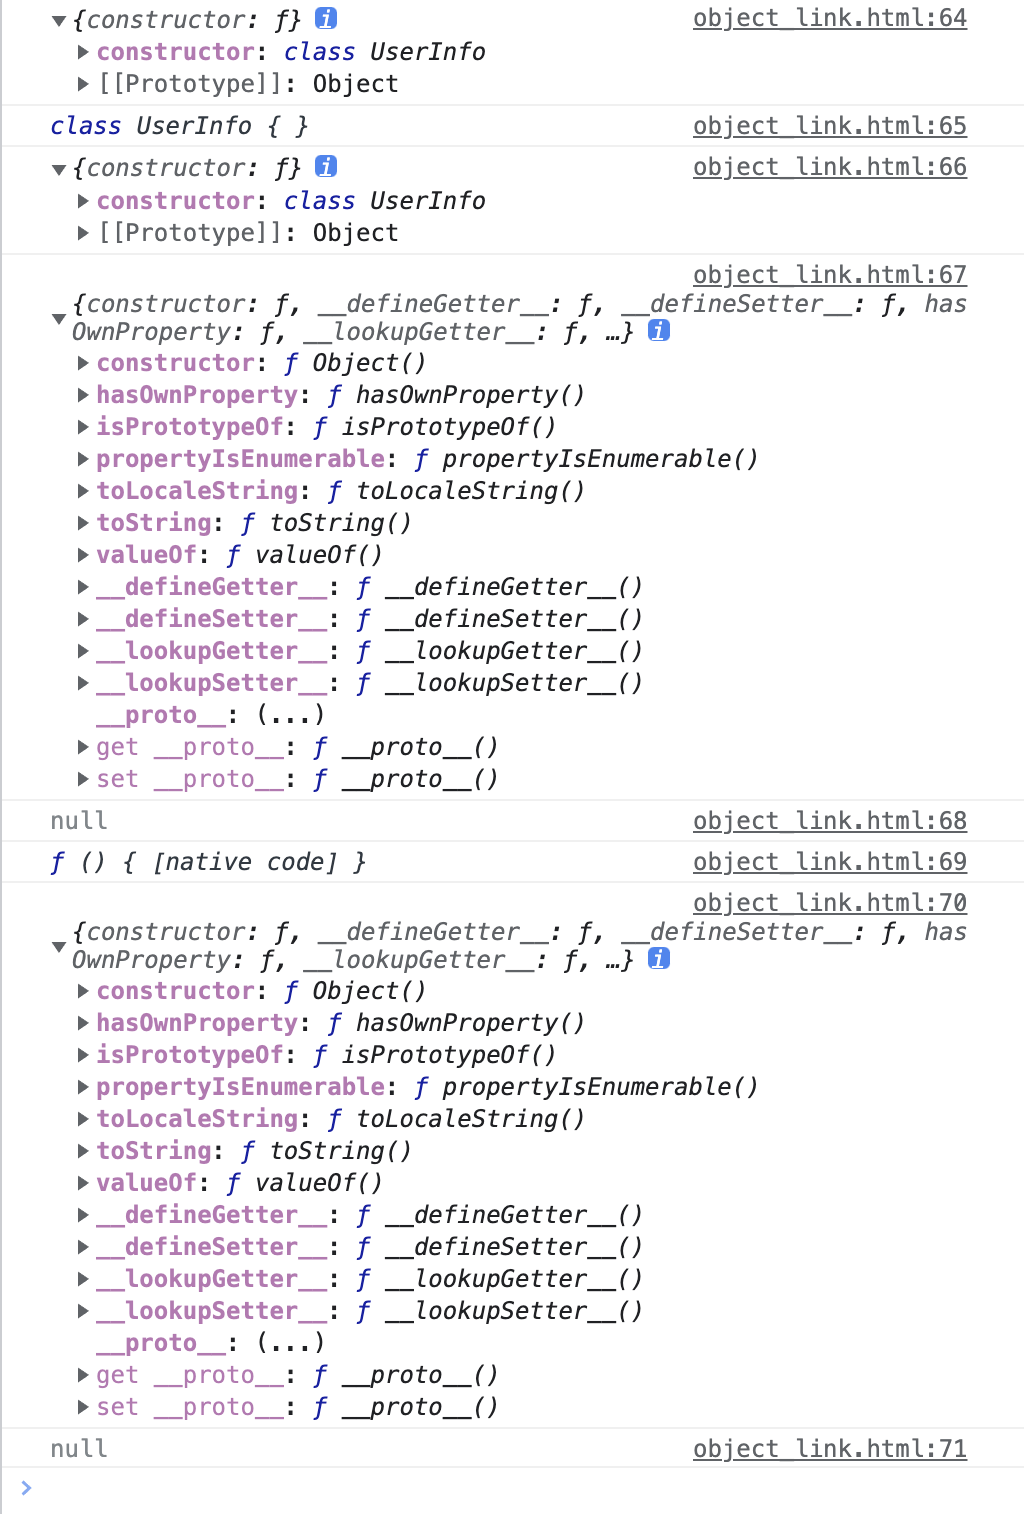 ▼{constructor: ƒ} i object_link.html:64
▶constructor: class UserInfo
▶[[Prototype]]: Object
class UserInfo { } object_link.html:65
▼{constructor: ƒ} i object_link.html:66
▶constructor: class UserInfo
▶[[Prototype]]: Object
object_link.html:67
{constructor: ƒ, __defineGetter__: ƒ, __defineSetter__: ƒ, has
▼OwnProperty: ƒ, __lookupGetter__: ƒ, …} i
▶constructor: ƒ Object()
▶hasOwnProperty: ƒ hasOwnProperty()
▶isPrototypeOf: ƒ isPrototypeOf()
▶propertyIsEnumerable: ƒ propertyIsEnumerable()
▶toLocaleString: ƒ toLocaleString()
▶toString: ƒ toString()
▶valueOf: ƒ valueOf()
▶__defineGetter__: ƒ __defineGetter__()
▶__defineSetter__: ƒ __defineSetter__()
▶__lookupGetter__: ƒ __lookupGetter__()
▶__lookupSetter__: ƒ __lookupSetter__()
__proto__: (...)
▶get __proto__: ƒ __proto__()
▶set __proto__: ƒ __proto__()
null object_link.html:68
ƒ () { [native code] } object_link.html:69
object_link.html:70
{constructor: ƒ, __defineGetter__: ƒ, __defineSetter__: ƒ, has
▼OwnProperty: ƒ, __lookupGetter__: ƒ, …} i
▶constructor: ƒ Object()
▶hasOwnProperty: ƒ hasOwnProperty()
▶isPrototypeOf: ƒ isPrototypeOf()
▶propertyIsEnumerable: ƒ propertyIsEnumerable()
▶toLocaleString: ƒ toLocaleString()
▶toString: ƒ toString()
▶valueOf: ƒ valueOf()
▶__defineGetter__: ƒ __defineGetter__()
▶__defineSetter__: ƒ __defineSetter__()
▶__lookupGetter__: ƒ __lookupGetter__()
▶__lookupSetter__: ƒ __lookupSetter__()
__proto__: (...)
▶get __proto__: ƒ __proto__()
▶set __proto__: ƒ __proto__()
null object_link.html:71
>